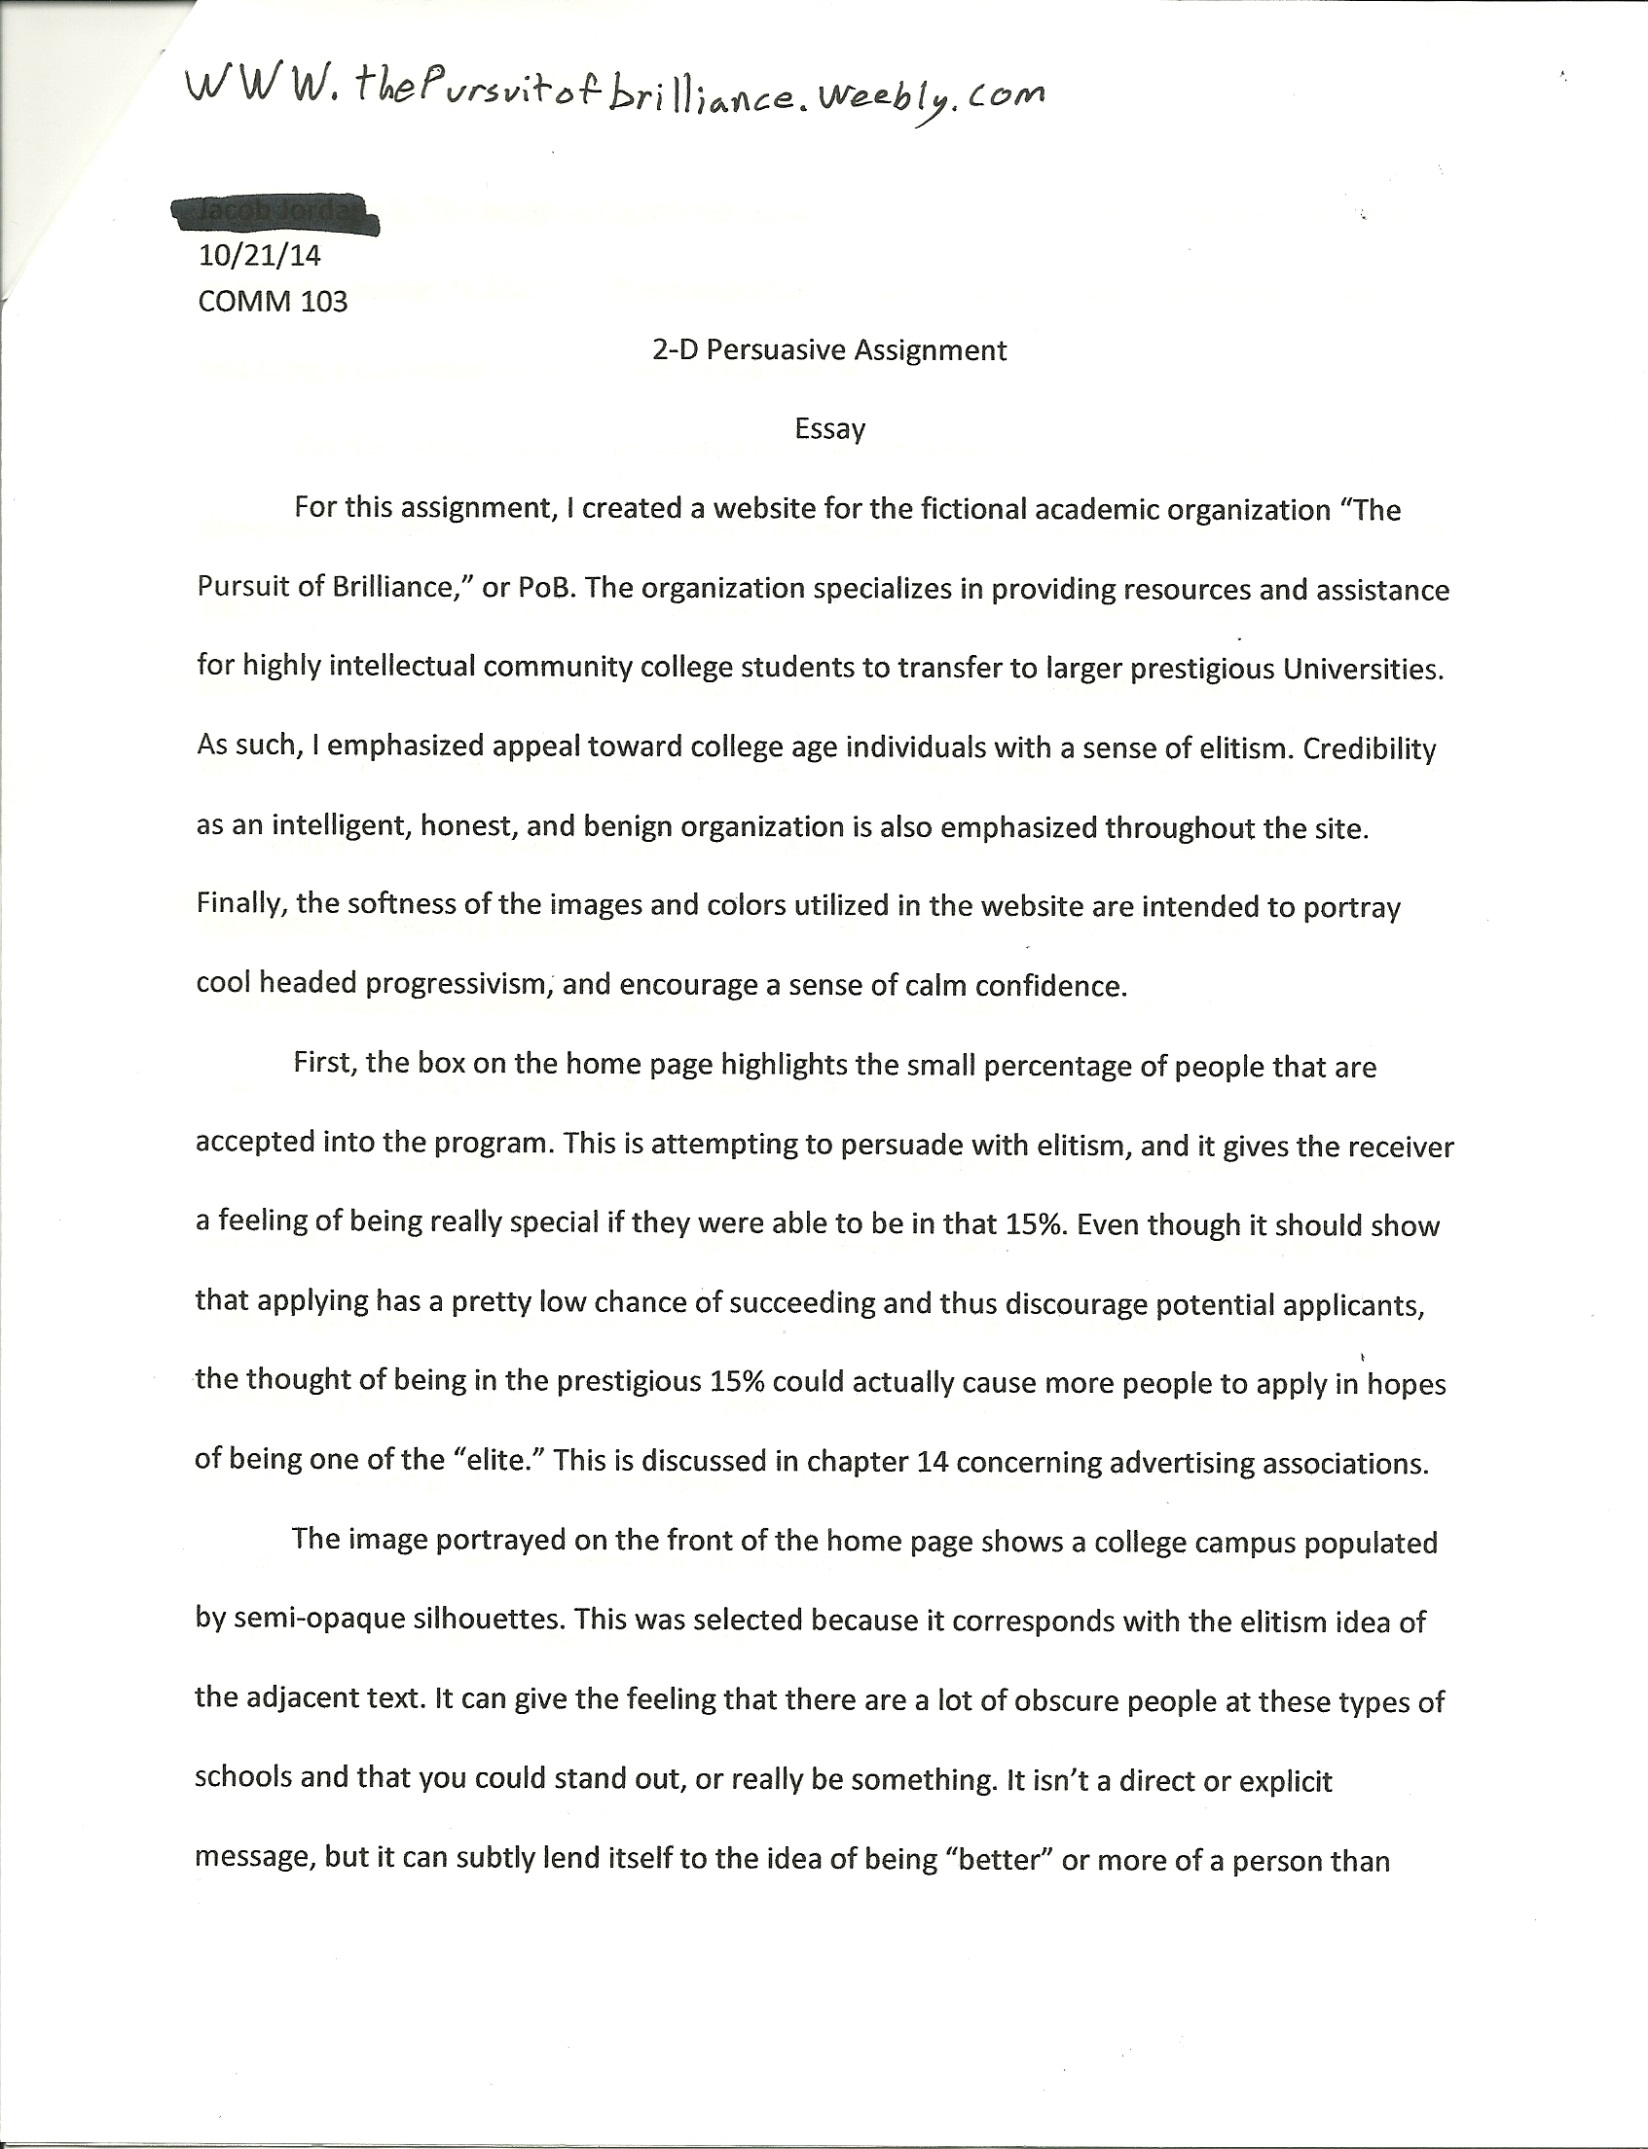 WWW.thePursuitofbrilliance.weebly.com
10/21/14
COMM 103
2-D Persuasive Assignment
Essay
For this assignment, I created a website for the fictional academic organization “The
Pursuit of Brilliance,” or PoB. The organization specializes in providing resources and assistance
for highly intellectual community college students to transfer to larger prestigious Universities.
As such, I emphasized appeal toward college age individuals with a sense of elitism. Credibility
as an intelligent, honest, and benign organization is also emphasized throughout the site.
Finally, the softness of the images and colors utilized in the website are intended to portray
cool headed progressivism, and encourage a sense of calm confidence.
First, the box on the home page highlights the small percentage of people that are
accepted into the program. This is attempting to persuade with elitism, and it gives the receiver
a feeling of being really special if they were able to be in that 15%. Even though it should show
that applying has a pretty low chance of succeeding and thus discourage potential applicants,
the thought of being in the prestigious 15% could actually cause more people to apply in hopes
of being one of the “elite.” This is discussed in chapter 14 concerning advertising associations.
The image portrayed on the front of the home page shows a college campus populated
by semi-opaque silhouettes. This was selected because it corresponds with the elitism idea of
the adjacent text. It can give the feeling that there are a lot of obscure people at these types of
schools and that you could stand out, or really be something. It isn’t a direct or explicit
message, but it can subtly lend itself to the idea of being “better” or more of a person than